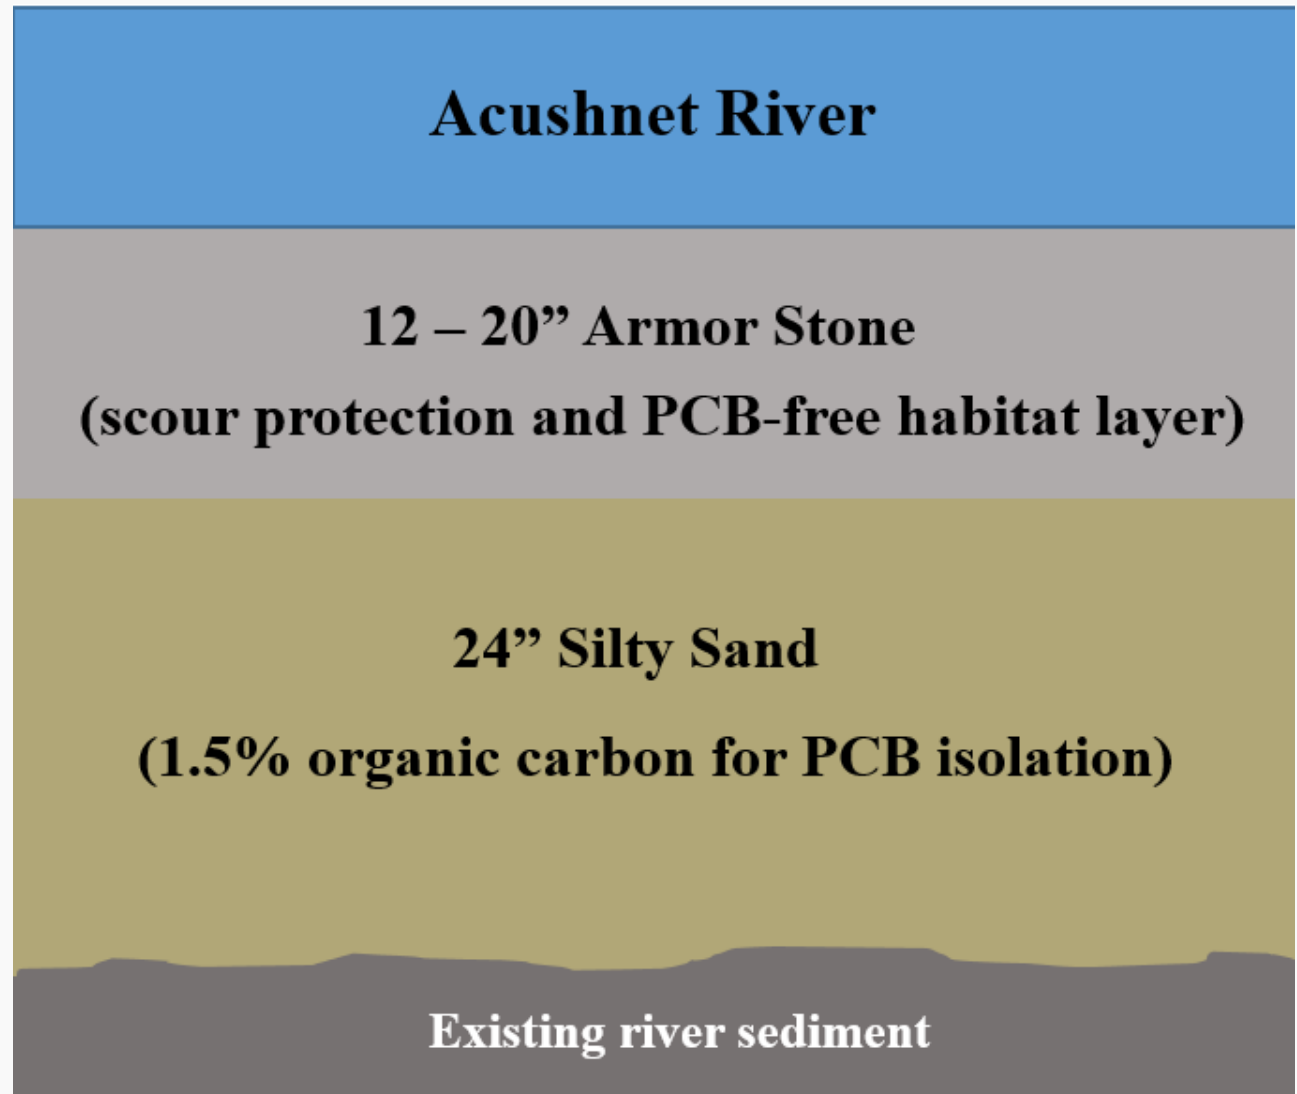 Acushnet River
12 – 20” Armor Stone
(scour protection and PCB-free habitat layer)
24” Silty Sand
(1.5% organic carbon for PCB isolation)
Existing river sediment